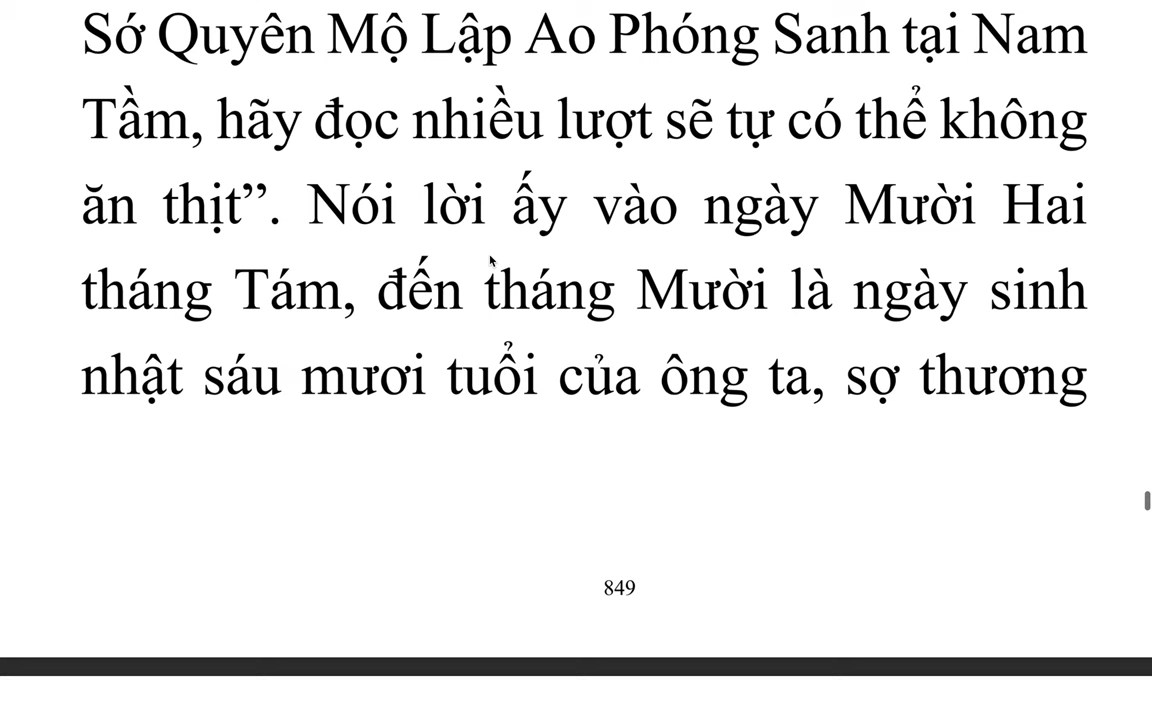 Sớ Quyên Mộ Lập Ao Phóng Sanh tại Nam
Tầm, hãy đọc nhiều lượt sẽ tự có thể không
ăn thịt”. Nói lời ấy vào ngày Mười Hai
tháng Tám, đến tháng Mười là ngày sinh
nhật sáu mươi tuổi của ông ta, sợ thương
849